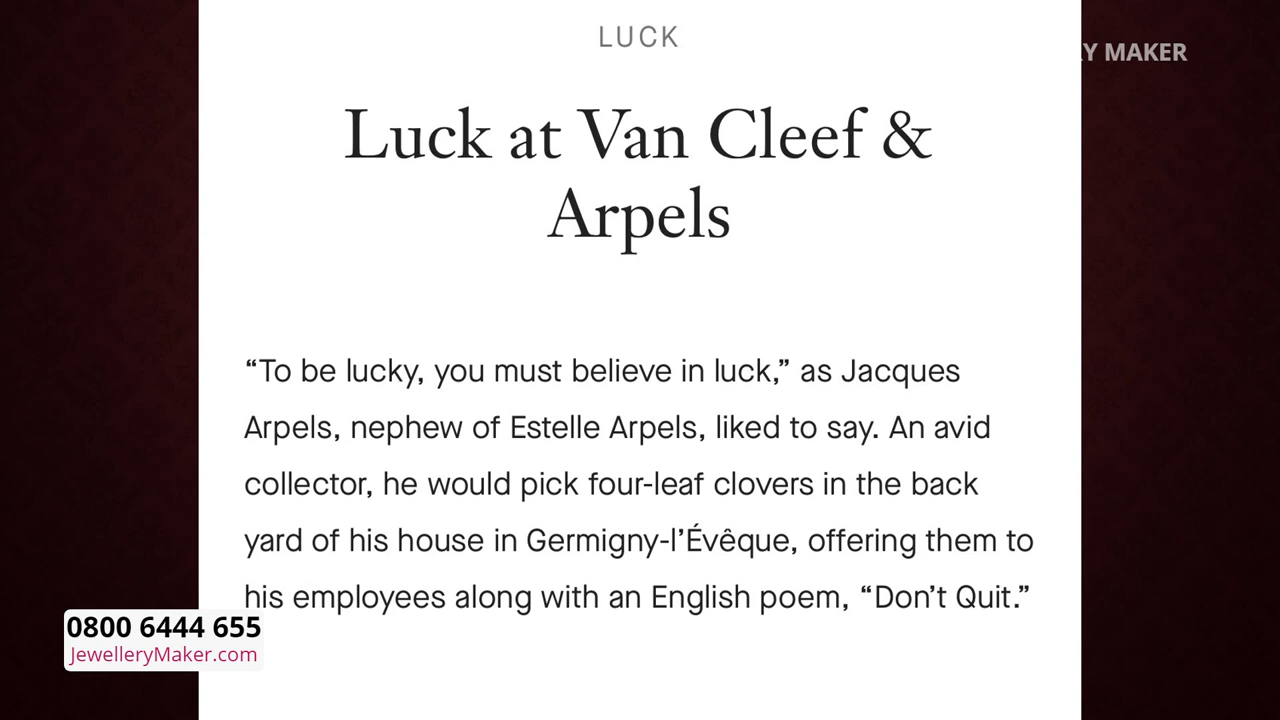 LUCK
RY MAKER
Luck at Van Cleef &
Arpels
“To be lucky, you must believe in luck,” as Jacques
Arpels, nephew of Estelle Arpels, liked to say. An avid
collector, he would pick four-leaf clovers in the back
yard of his house in Germigny-l’Évêque, offering them to
his employees along with an English poem, “Don’t Quit.”
0800 6444 655
JewelleryMaker.com